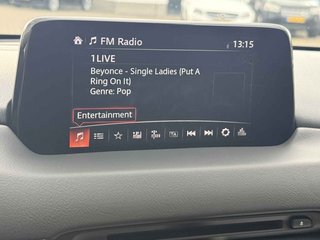 FM Radio
13:15
1LIVE
Beyonce - Single Ladies (Put A
Ring On It)
Genre: Pop
Entertainment